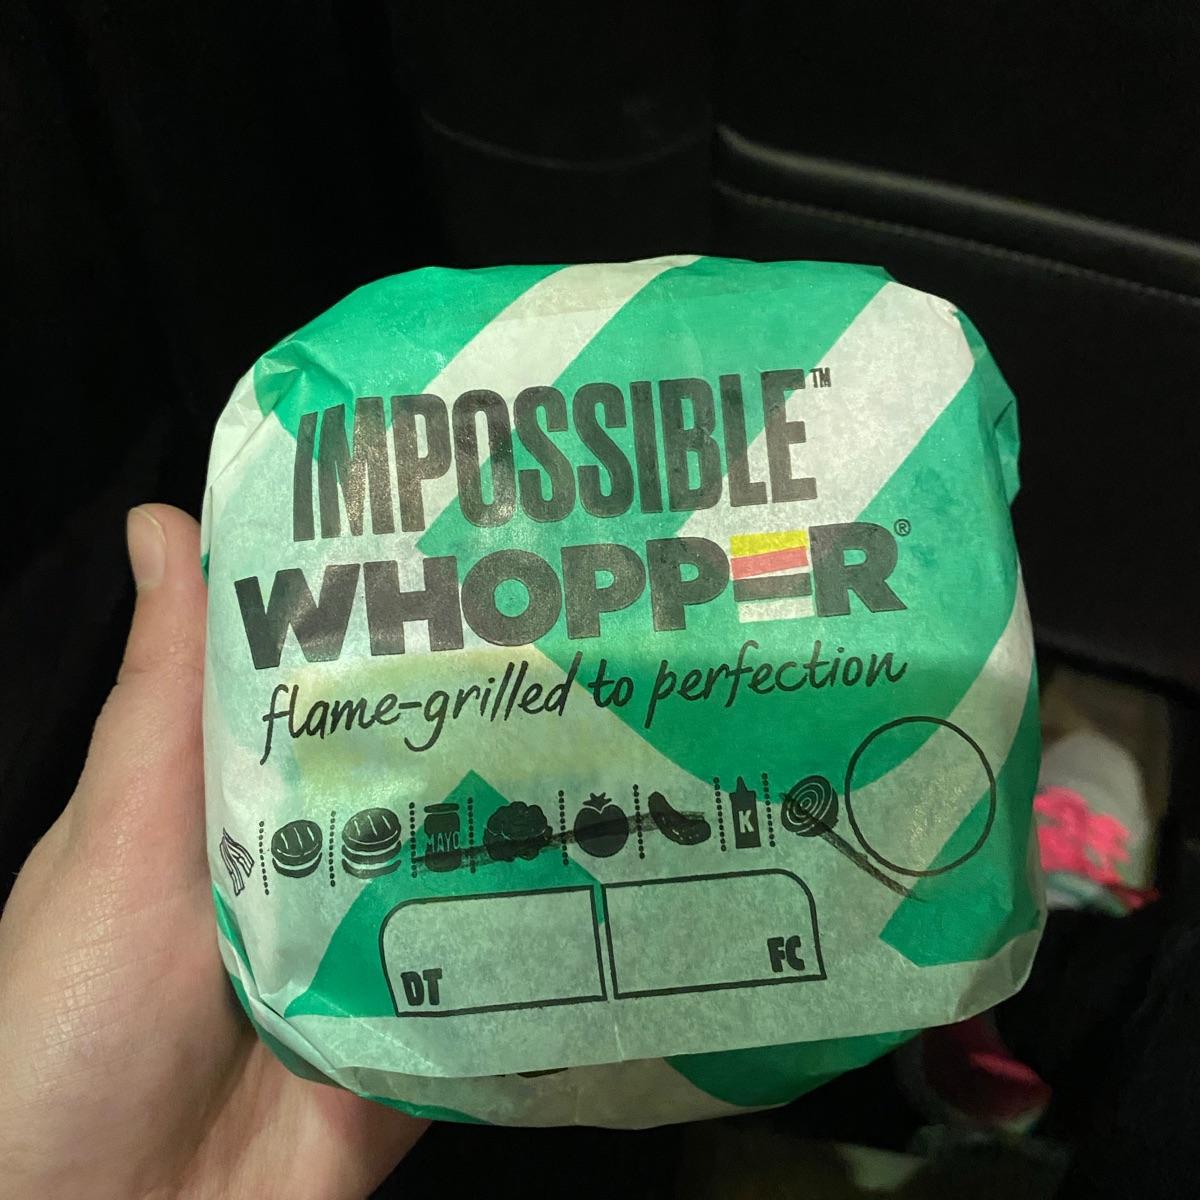 IMPOSSIBLE™
WHOPPER®
flame-grilled to perfection
MAYO
K
DT
FC